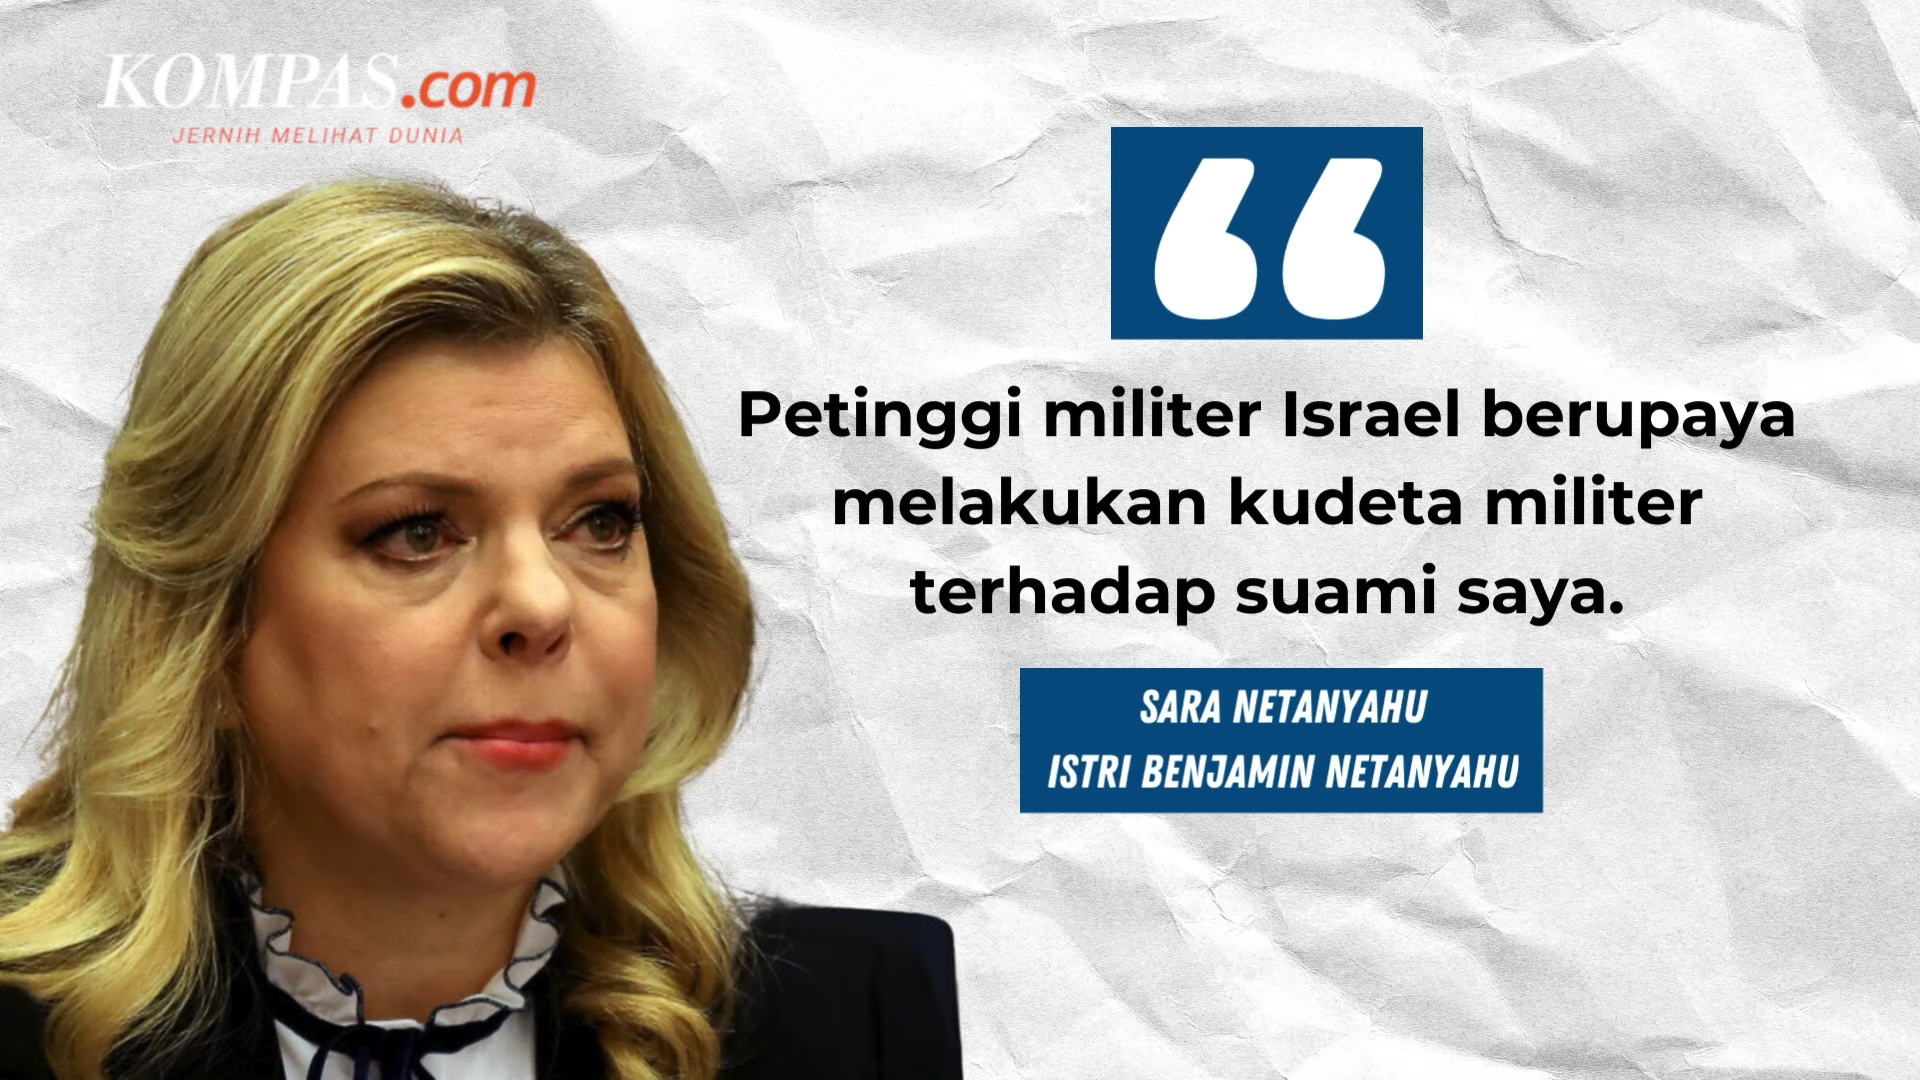 KOMPAS.com
JERNIH MELIHAT DUNIA
“
Petinggi militer Israel berupaya
melakukan kudeta militer
terhadap suami saya.
SARA NETANYAHU
ISTRI BENJAMIN NETANYAHU